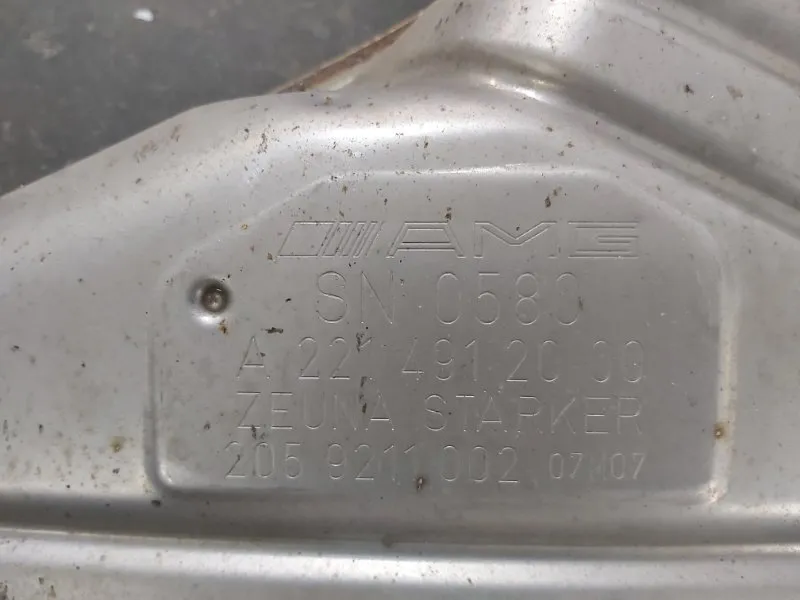 AMG
SN 0580
A 221 491 20 00
ZEUNA STARKER
205 9211 002 07 07